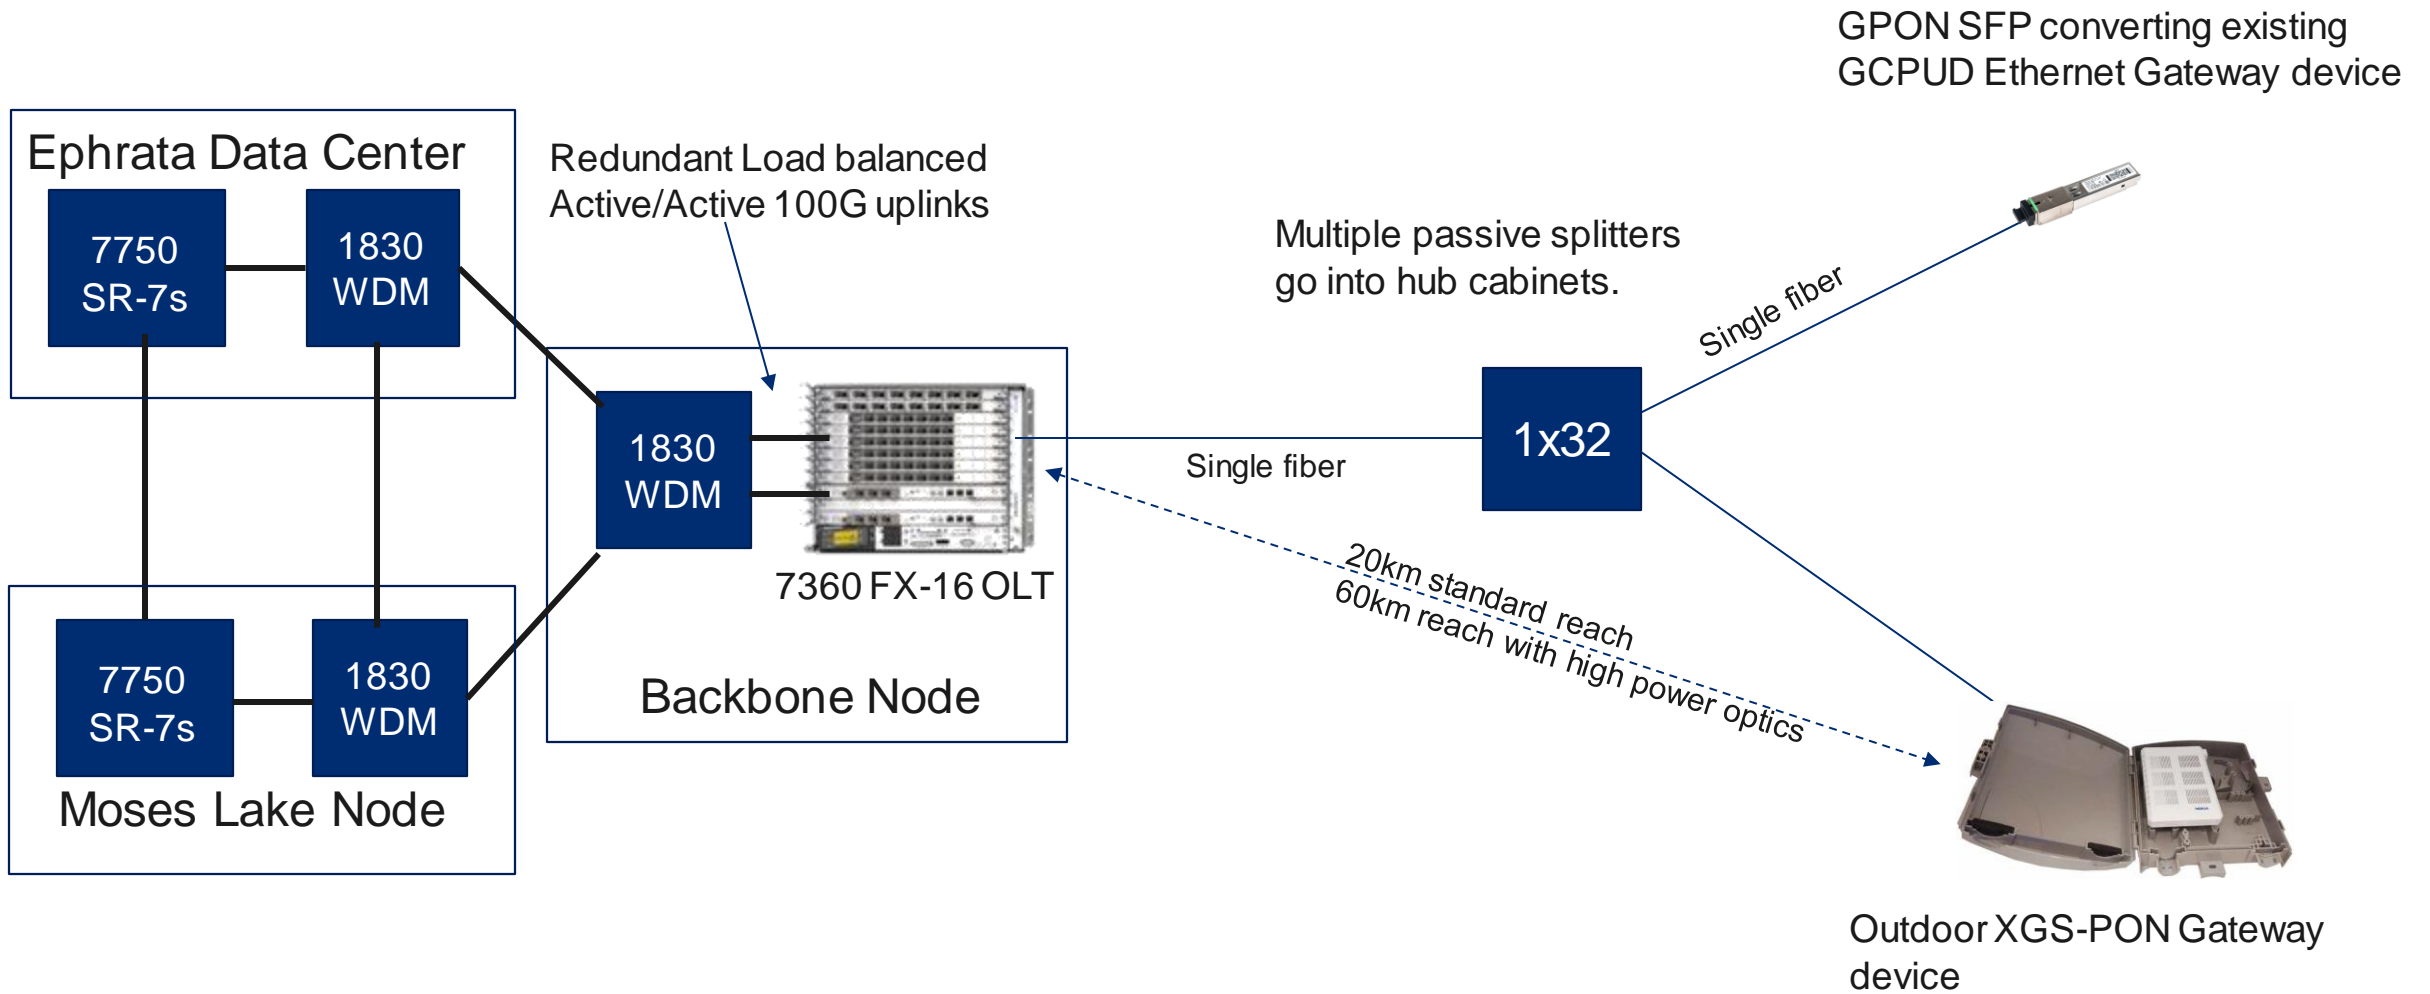 GPON SFP converting existing
GCPUD Ethernet Gateway device
Ephrata Data Center
7750
SR-7s
1830
WDM
Redundant Load balanced
Active/Active 100G uplinks
Multiple passive splitters
go into hub cabinets.
Single fiber
1830
WDM
7360 FX-16 OLT
Backbone Node
Single fiber
1x32
20km standard reach
60km reach with high power optics
7750
SR-7s
1830
WDM
Moses Lake Node
Outdoor XGS-PON Gateway
device